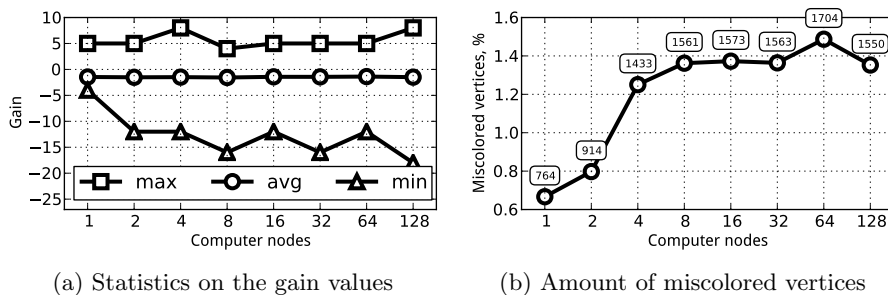 10
5
0
−5
−10
−15
−20
−25
Gain
max avg min
1 2 4 8 16 32 64 128
Computer nodes
(a) Statistics on the gain values
1.6
1.4
1.2
1.0
0.8
0.6
Miscolored vertices, %
764
914
1433
1561
1573
1563
1704
1550
1 2 4 8 16 32 64 128
Computer nodes
(b) Amount of miscolored vertices